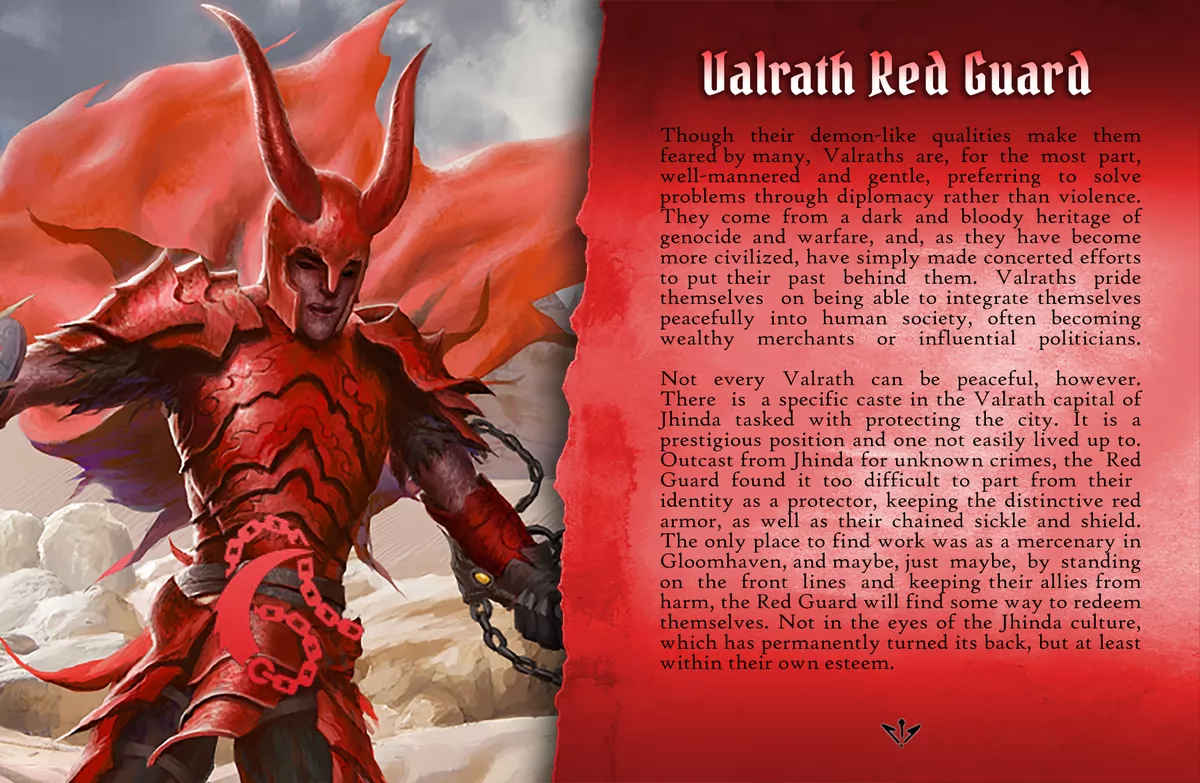 Valrath Red Guard
Though their demon-like qualities make them
feared by many, Valraths are, for the most part,
well-mannered and gentle, preferring to solve
problems through diplomacy rather than violence.
They come from a dark and bloody heritage of
genocide and warfare, and, as they have become
more civilized, have simply made concerted efforts
to put their past behind them. Valraths pride
themselves on being able to integrate themselves
peacefully into human society, often becoming
wealthy merchants or influential politicians.
Not every Valrath can be peaceful, however.
There is a specific caste in the Valrath capital of
Jhinda tasked with protecting the city. It is a
prestigious position and one not easily lived up to.
Outcast from Jhinda for unknown crimes, the Red
Guard found it too difficult to part from their
identity as a protector, keeping the distinctive red
armor, as well as their chained sickle and shield.
The only place to find work was as a mercenary in
Gloomhaven, and maybe, just maybe, by standing
on the front lines and keeping their allies from
harm, the Red Guard will find some way to redeem
themselves. Not in the eyes of the Jhinda culture,
which has permanently turned its back, but at least
within their own esteem.